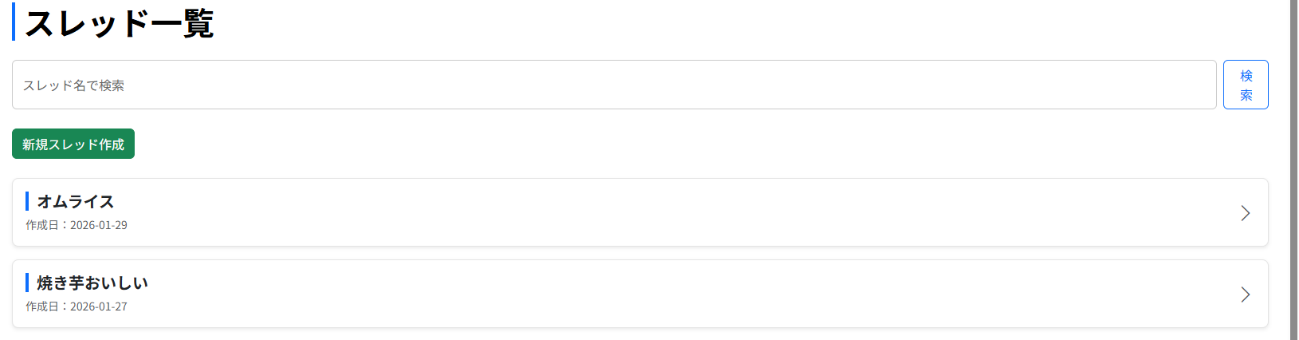 スレッド一覧
スレッド名で検索
検
索
新規スレッド作成
オムライス
作成日：2026-01-29
焼き芋おいしい
作成日：2026-01-27